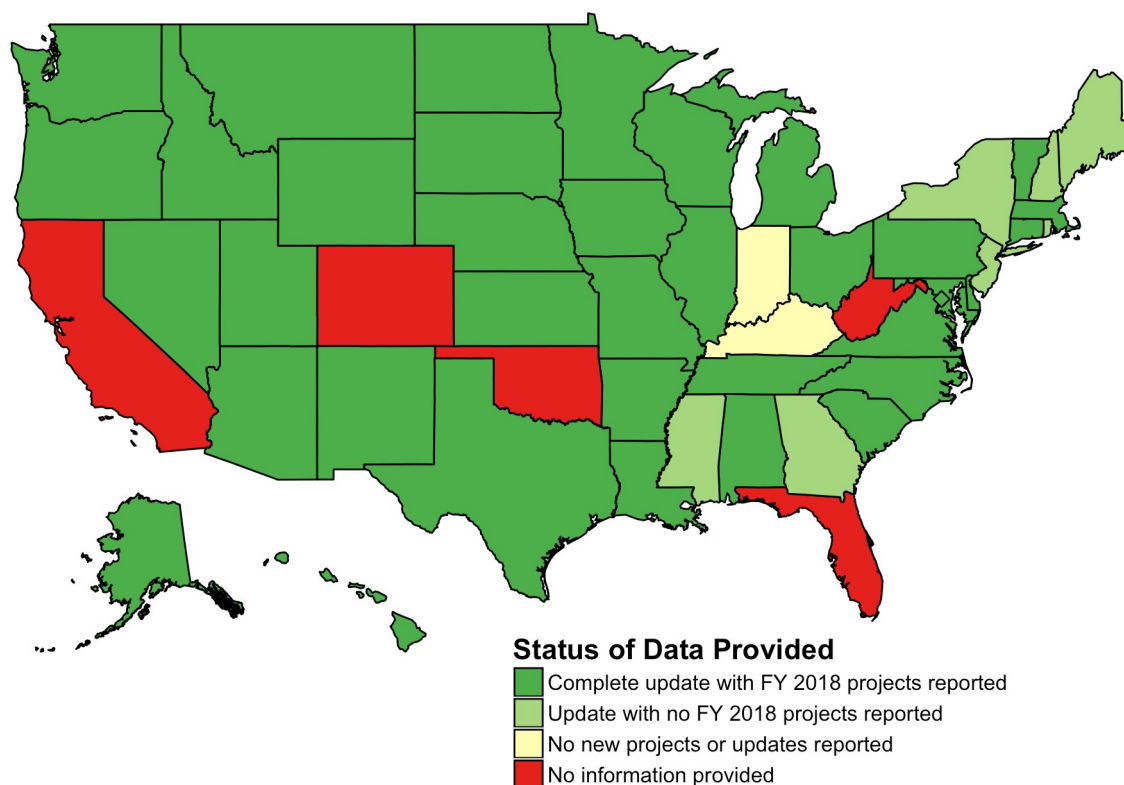 Status of Data Provided
Complete update with FY 2018 projects reported
Update with no FY 2018 projects reported
No new projects or updates reported
No information provided